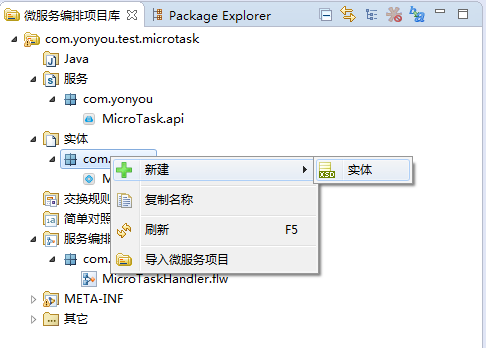 微服务编排项目库 Package Explorer
com.yonyou.test.microtask
Java
服务
com.yonyou
MicroTask.api
实体
com.
新建
实体
M
交换规则
复制名称
简单对照
刷新 F5
服务编排
com.
导入微服务项目
MicroTaskHandler.flw
META-INF
其它